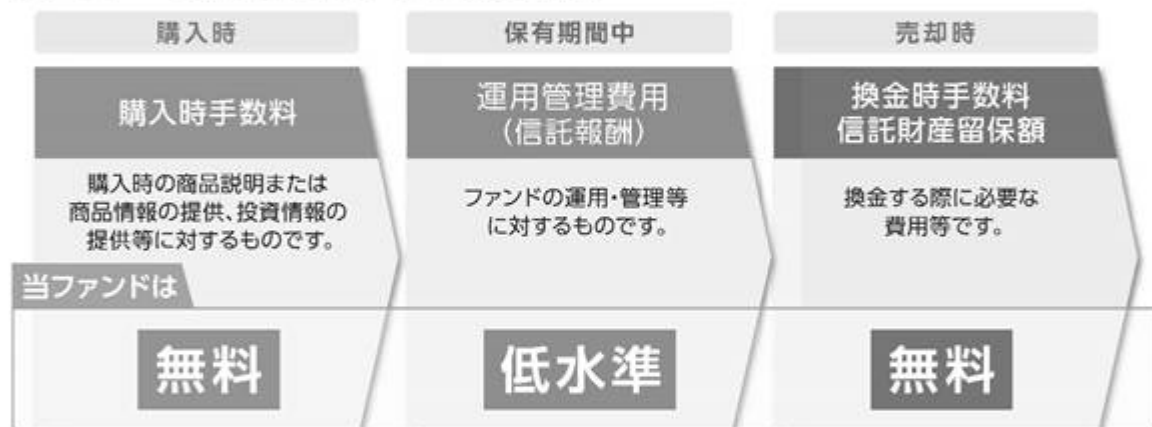 購入時
保有期間中
売却時
購入時手数料
運用管理費用
(信託報酬)
換金時手数料
信託財産留保額
購入時の商品説明または
商品情報の提供、投資情報の
提供等に対するものです。
ファンドの運用・管理等
に対するものです。
換金する際に必要な
費用等です。
当ファンドは
無料
低水準
無料